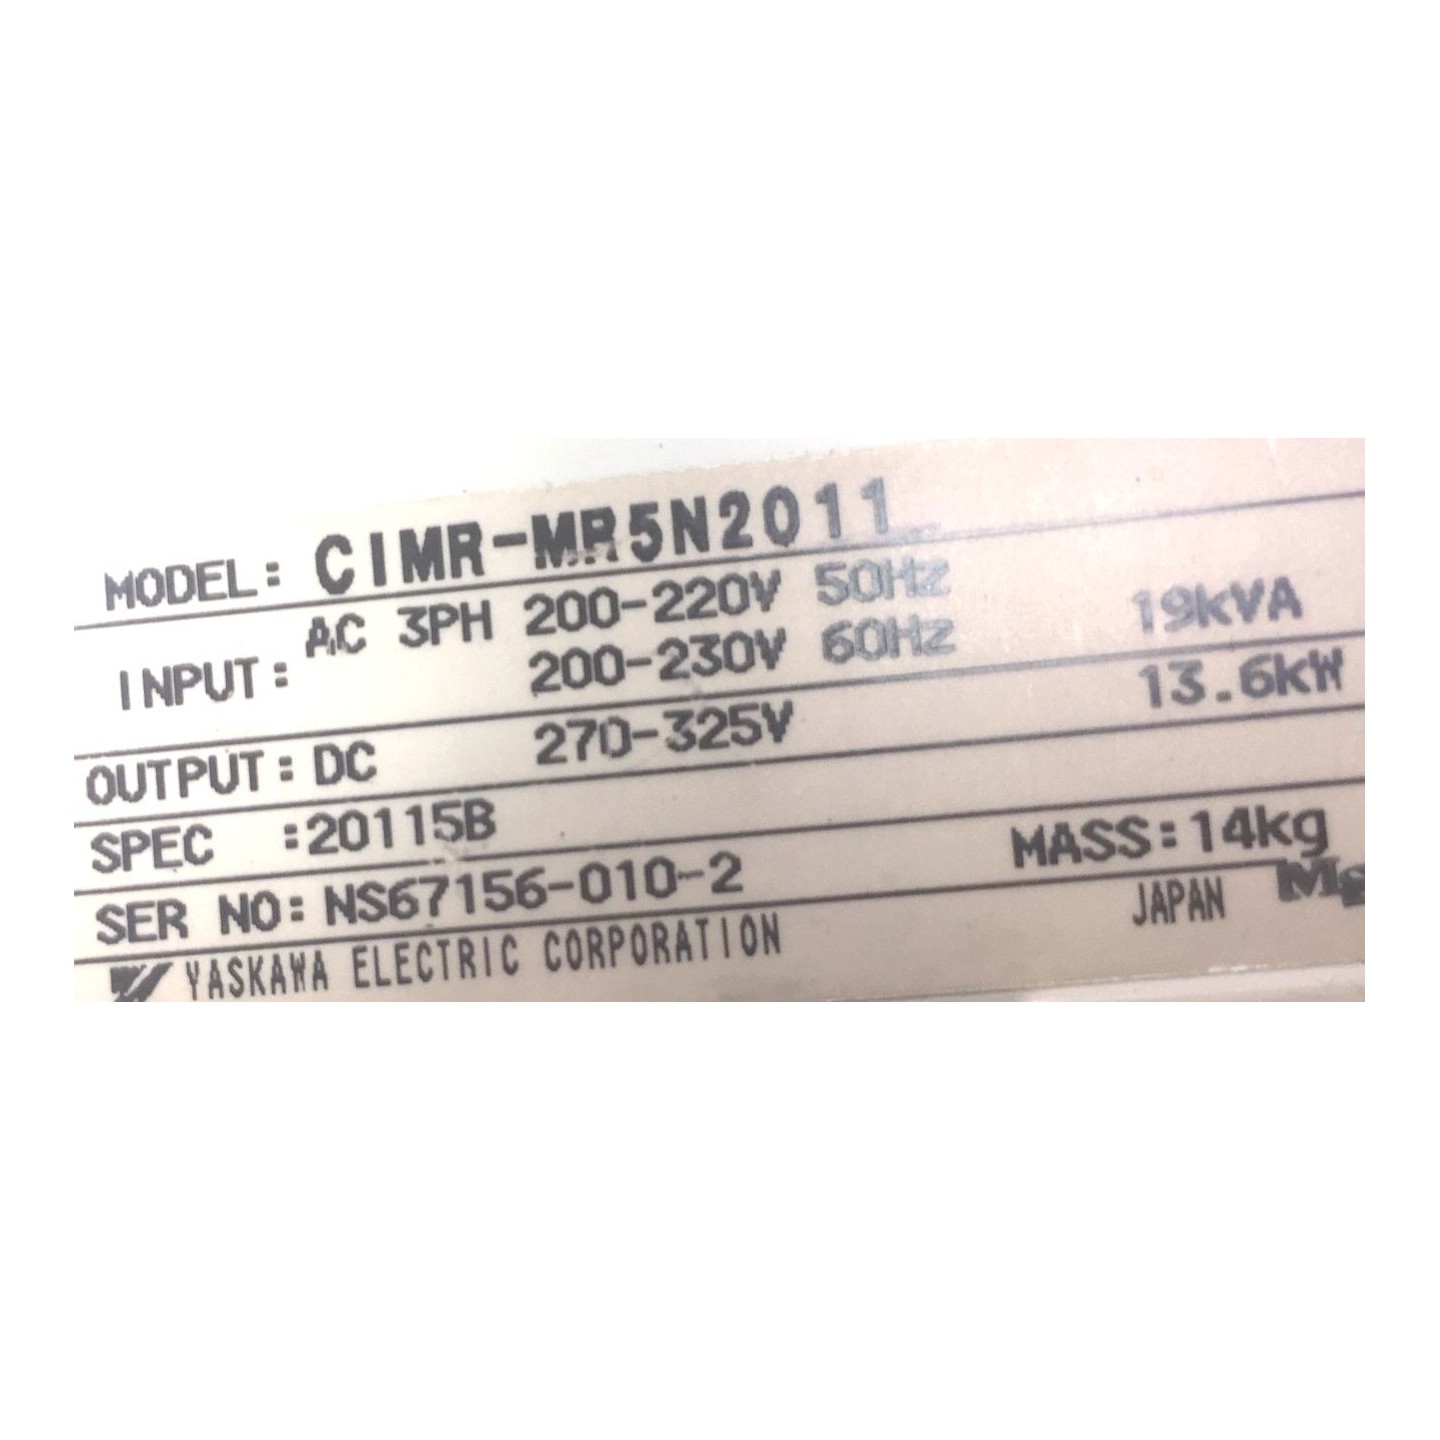 MODEL: CIMR-MR5N2011
INPUT: AC 3PH 200-220V 50Hz
200-230V 60Hz 19kVA
OUTPUT: DC 270-325V 13.6kW
SPEC :20115B
SER NO: NS67156-010-2 MASS:14kg
YASKAWA ELECTRIC CORPORATION JAPAN